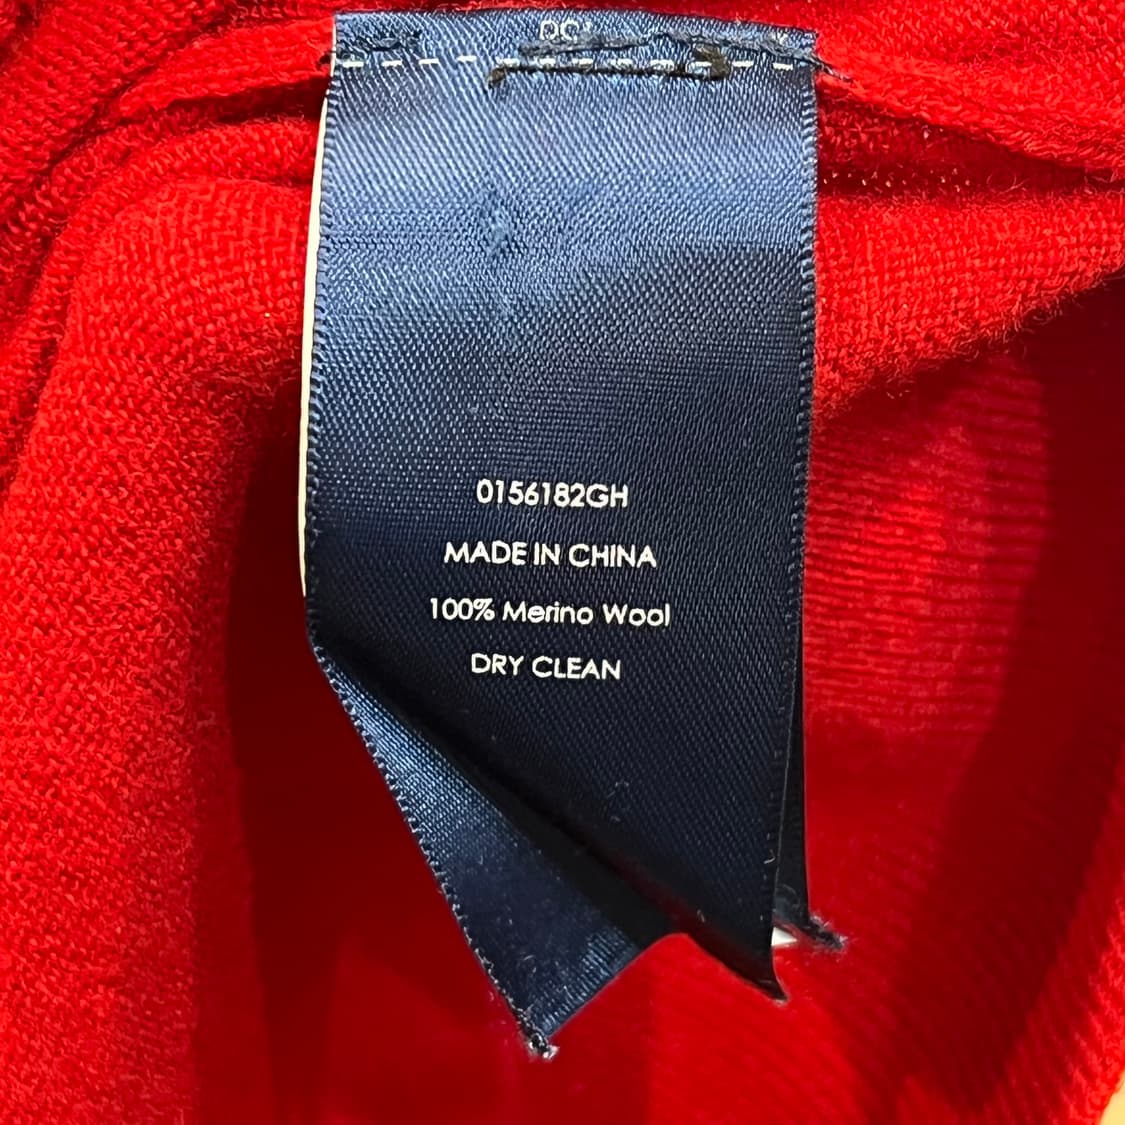 0156182GH
MADE IN CHINA
100% Merino Wool
DRY CLEAN